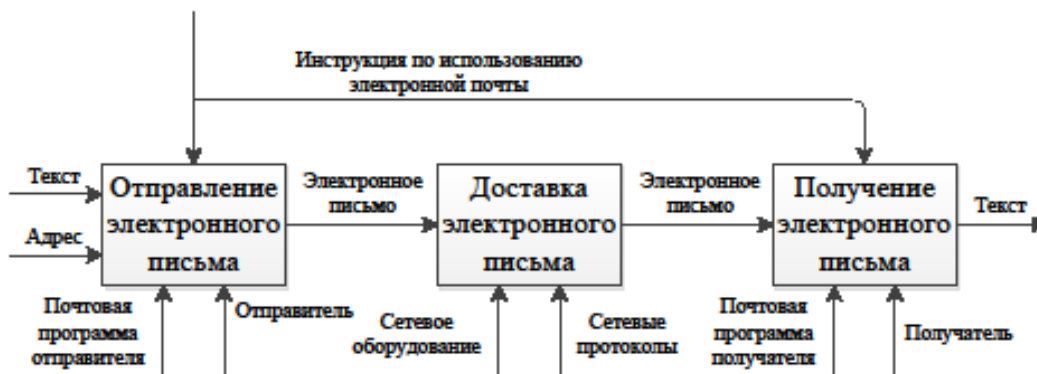 Инструкция по использованию
электронной почты
Текст
Адрес
Отправление
электронного
письма
Электронное
письмо
Доставка
электронного
письма
Электронное
письмо
Получение
электронного
письма
Текст
Почтовая
программа
отправителя
Отправитель
Сетевое
оборудование
Сетевые
протоколы
Почтовая
программа
получателя
Получатель